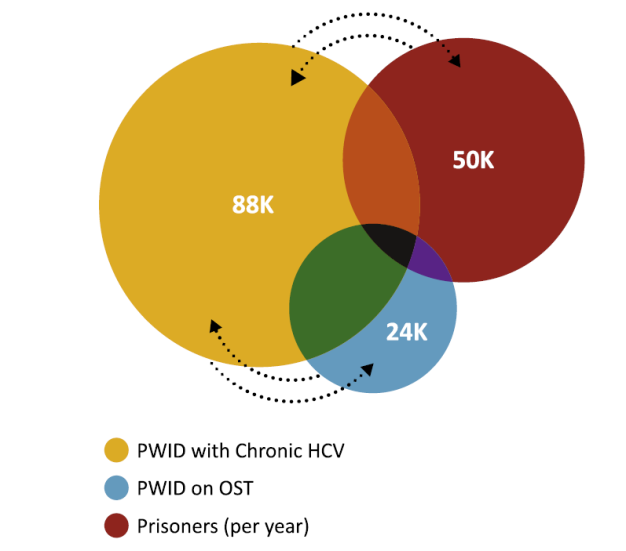 50K
88K
24K
PWID with Chronic HCV
PWID on OST
Prisoners (per year)